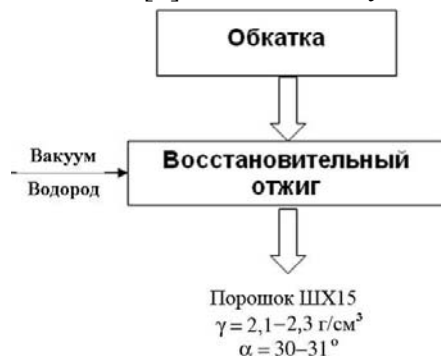 Обкатка
Вакуум
Водород
Восстановительный
отжиг
Порошок ШХ15
γ = 2,1–2,3 г/см³
α = 30–31°